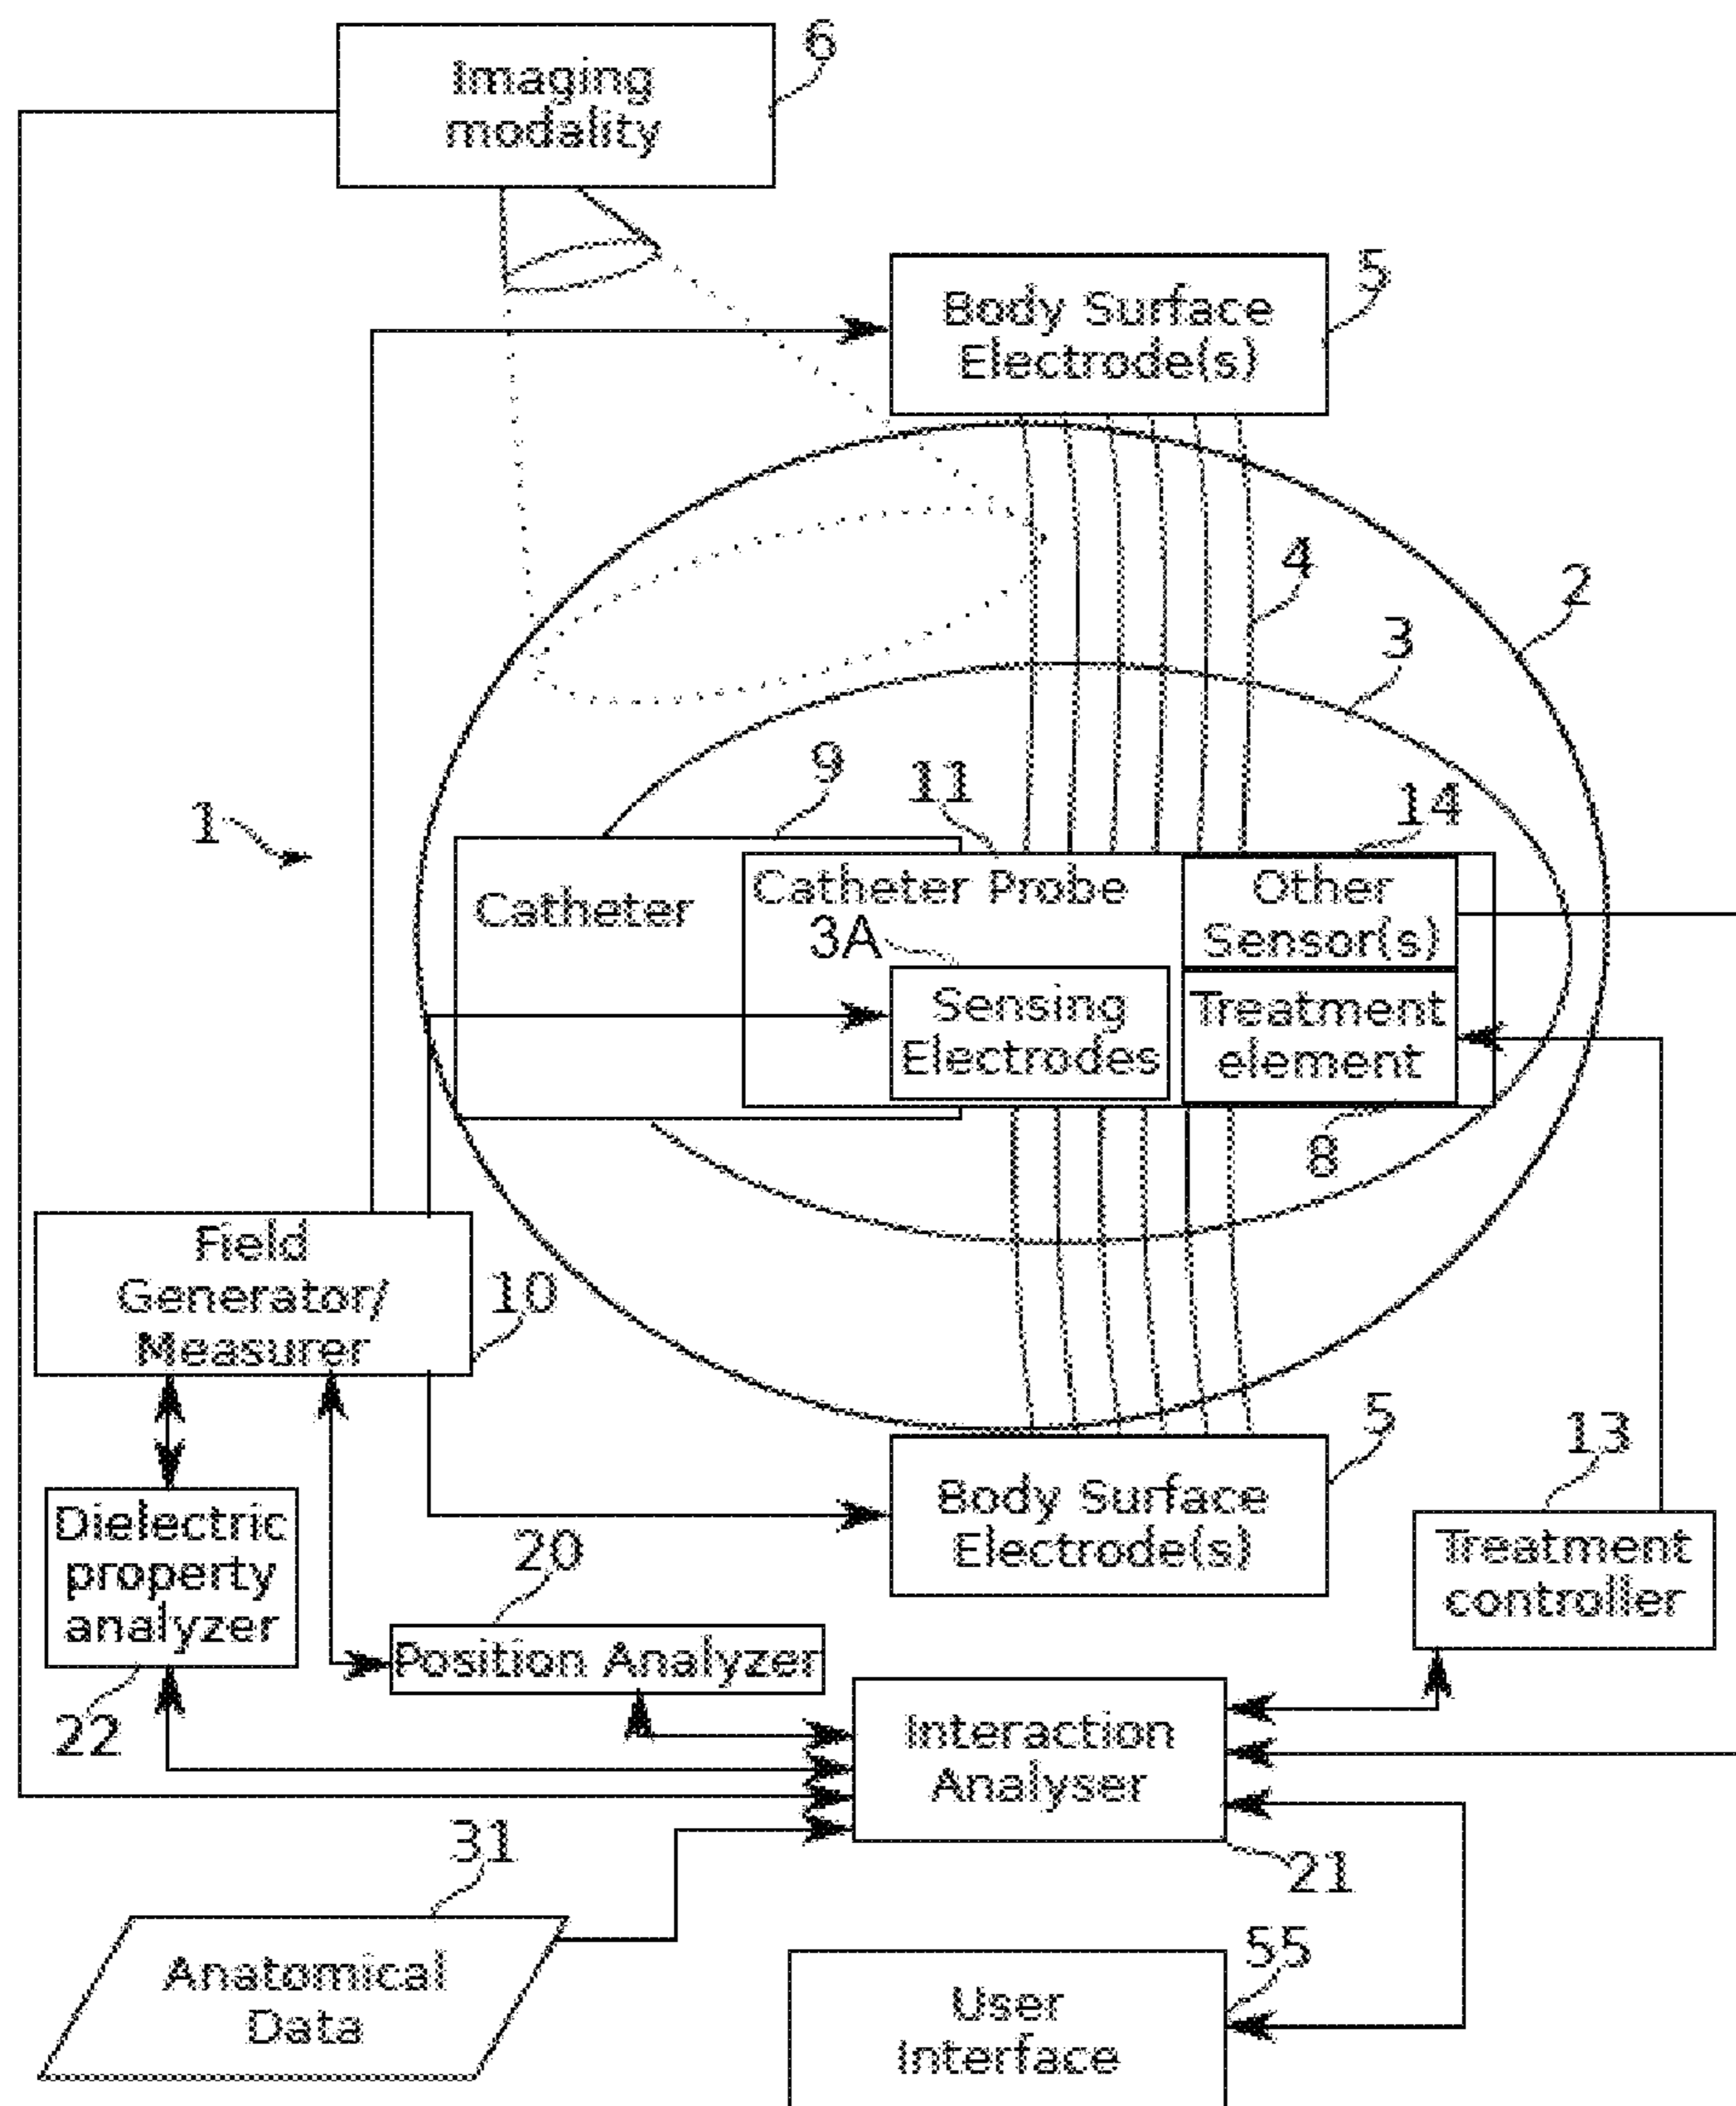 6
Imaging
modality
5
Body Surface
Electrode(s)
4
2
3
9
11
14
1
Catheter
Catheter Probe
Other
Sensor(s)
3A
Sensing
Electrodes
Treatment
element
8
Field
Generator/
Measurer
10
5
Body Surface
Electrode(s)
13
Treatment
controller
Dielectric
property
analyzer
22
20
Position Analyzer
Interaction
Analyser
21
31
Anatomical
Data
55
User
Interface